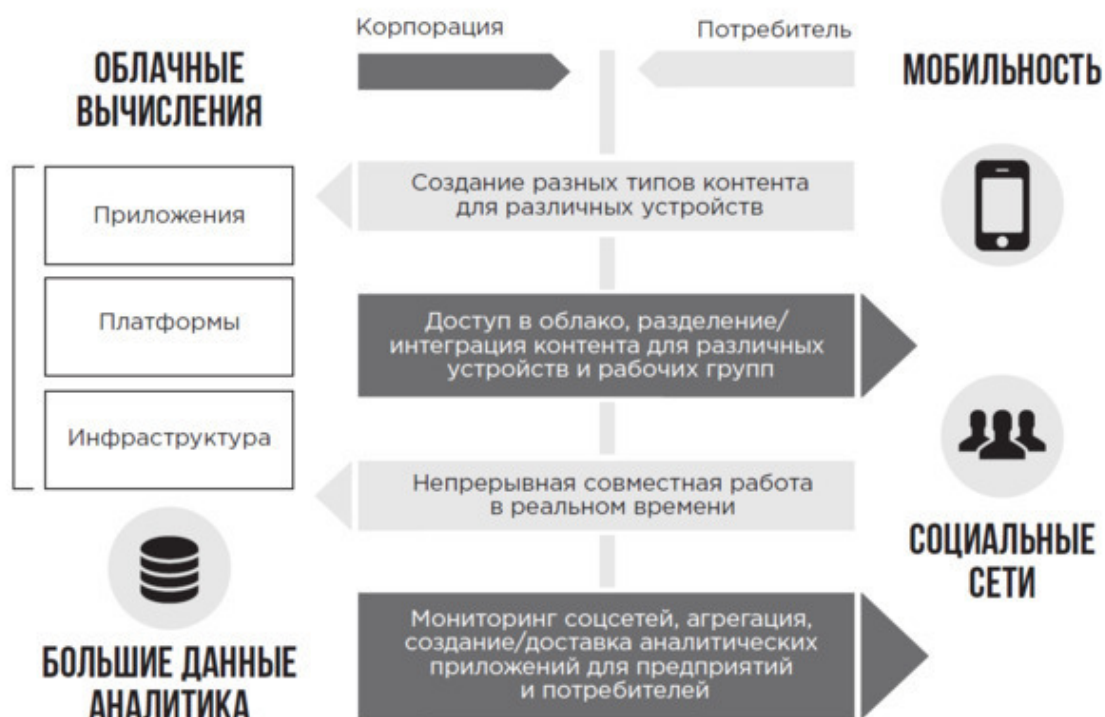 Корпорация
Потребитель
ОБЛАЧНЫЕ
ВЫЧИСЛЕНИЯ
МОБИЛЬНОСТЬ
Приложения
Платформы
Инфраструктура
Создание разных типов контента
для различных устройств
Доступ в облако, разделение/
интеграция контента для различных
устройств и рабочих групп
Непрерывная совместная работа
в реальном времени
Мониторинг соцсетей, агрегация,
создание/доставка аналитических
приложений для предприятий
и потребителей
СОЦИАЛЬНЫЕ
СЕТИ
БОЛЬШИЕ ДАННЫЕ
АНАЛИТИКА